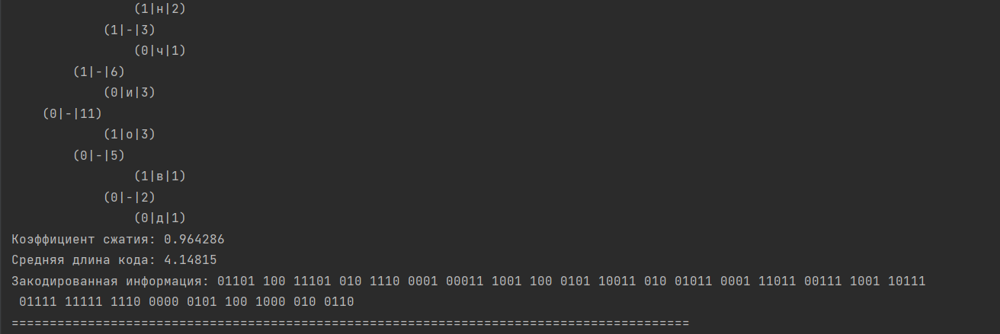 (1|н|2)
(1|-|3)
(0|ч|1)
(1|-|6)
(0|и|3)
(0|-|11)
(1|о|3)
(0|-|5)
(1|в|1)
(0|-|2)
(0|д|1)
Коэффициент сжатия: 0.964286
Средняя длина кода: 4.14815
Закодированная информация: 01101 100 11101 010 1110 0001 00011 1001 100 0101 10011 010 01011 0001 11011 00111 1001 10111
01111 11111 1110 0000 0101 100 1000 010 0110
=========================================================================================